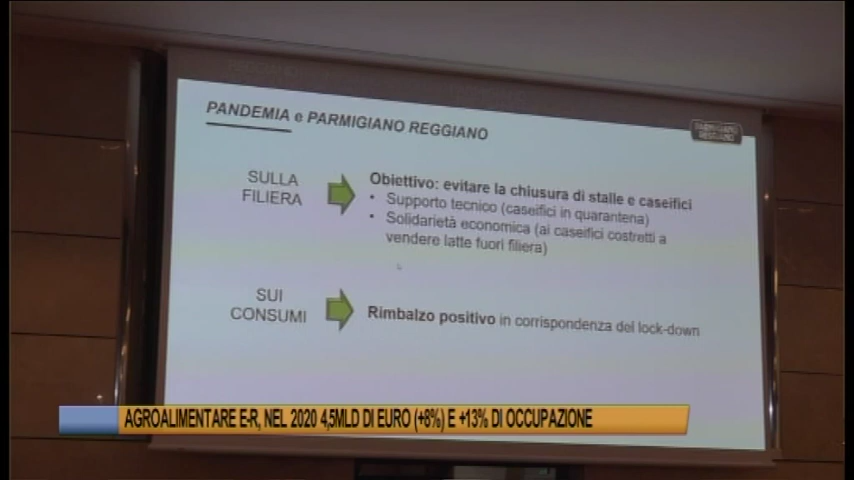 PANDEMIA e PARMIGIANO REGGIANO
PARMIGIANO
REGGIANO
SULLA
FILIERA
Obiettivo: evitare la chiusura di stalle e caseifici
• Supporto tecnico (caseifici in quarantena)
• Solidarietà economica (ai caseifici costretti a
vendere latte fuori filiera)
SUI
CONSUMI
Rimbalzo positivo in corrispondenza del lock-down
AGROALIMENTARE E-R, NEL 2020 4,5MLD DI EURO (+8%) E +13% DI OCCUPAZIONE